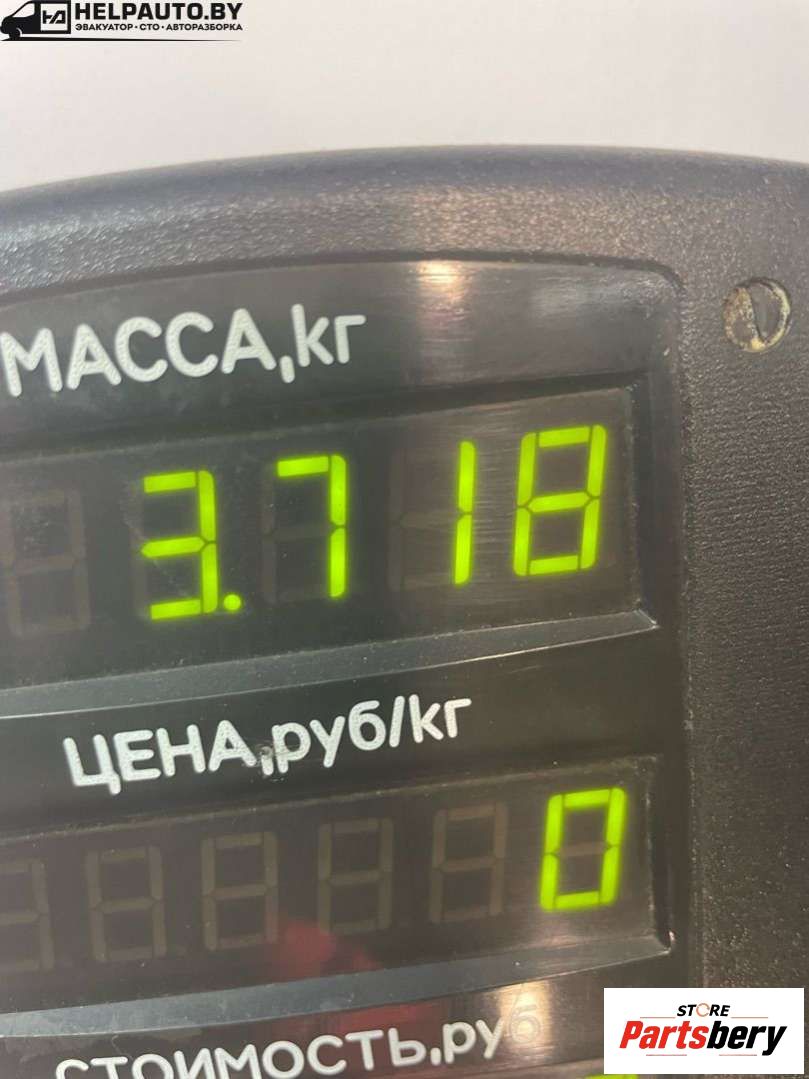 HELPAUTO.BY
ЭВАКУАТОР · СТО · АВТОРАЗБОРКА
МАССА,кг
3.718
ЦЕНА,руб/кг
0
СТОИМОСТЬ,руб
STORE
Partsbery